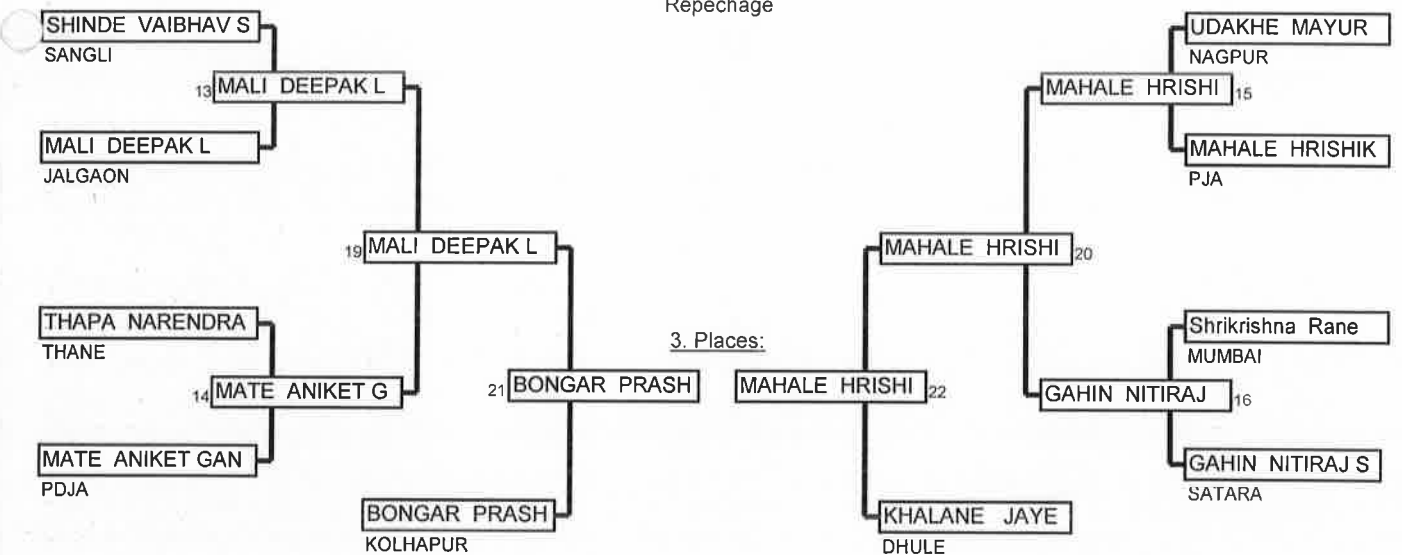 Repechage
SHINDE VAIBHAV S
SANGLI
13 MALI DEEPAK L
MALI DEEPAK L
JALGAON
19 MALI DEEPAK L
THAPA NARENDRA
THANE
14 MATE ANIKET G
MATE ANIKET GAN
PDJA
21 BONGAR PRASH
BONGAR PRASH
KOLHAPUR
3. Places:
UDAKHE MAYUR
NAGPUR
MAHALE HRISHI 15
MAHALE HRISHIK
PJA
MAHALE HRISHI 20
Shrikrishna Rane
MUMBAI
MAHALE HRISHI 22
GAHIN NITIRAJ 16
GAHIN NITIRAJ S
SATARA
KHALANE JAYE
DHULE